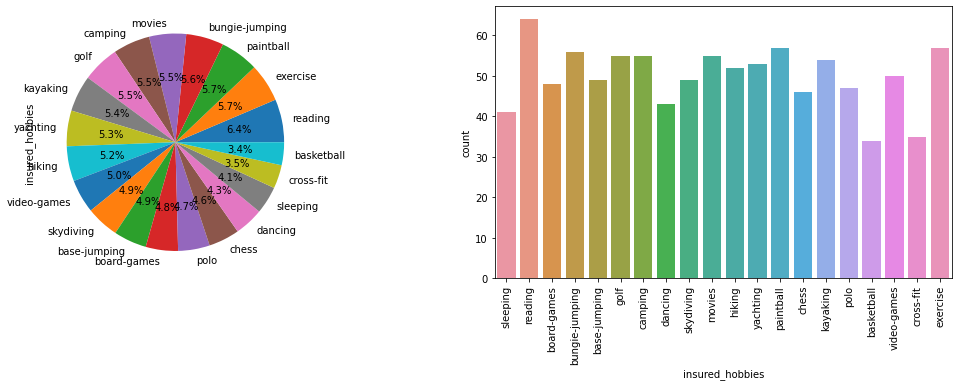 movies
camping
bungie-jumping
golf
paintball
kayaking
exercise
yachting
reading
hiking
basketball
video-games
cross-fit
skydiving
sleeping
base-jumping
dancing
board-games
chess
polo
insured_hobbies
5.5%
5.6%
5.5%
5.7%
5.5%
5.7%
5.4%
6.4%
5.3%
3.4%
5.2%
3.5%
5.0%
4.1%
4.9%
4.3%
4.9%
4.6%
4.8%
4.7%
count
60
50
40
30
20
10
0
sleeping
reading
board-games
bungie-jumping
base-jumping
golf
camping
dancing
skydiving
movies
hiking
yachting
paintball
chess
kayaking
polo
basketball
video-games
cross-fit
exercise
insured_hobbies